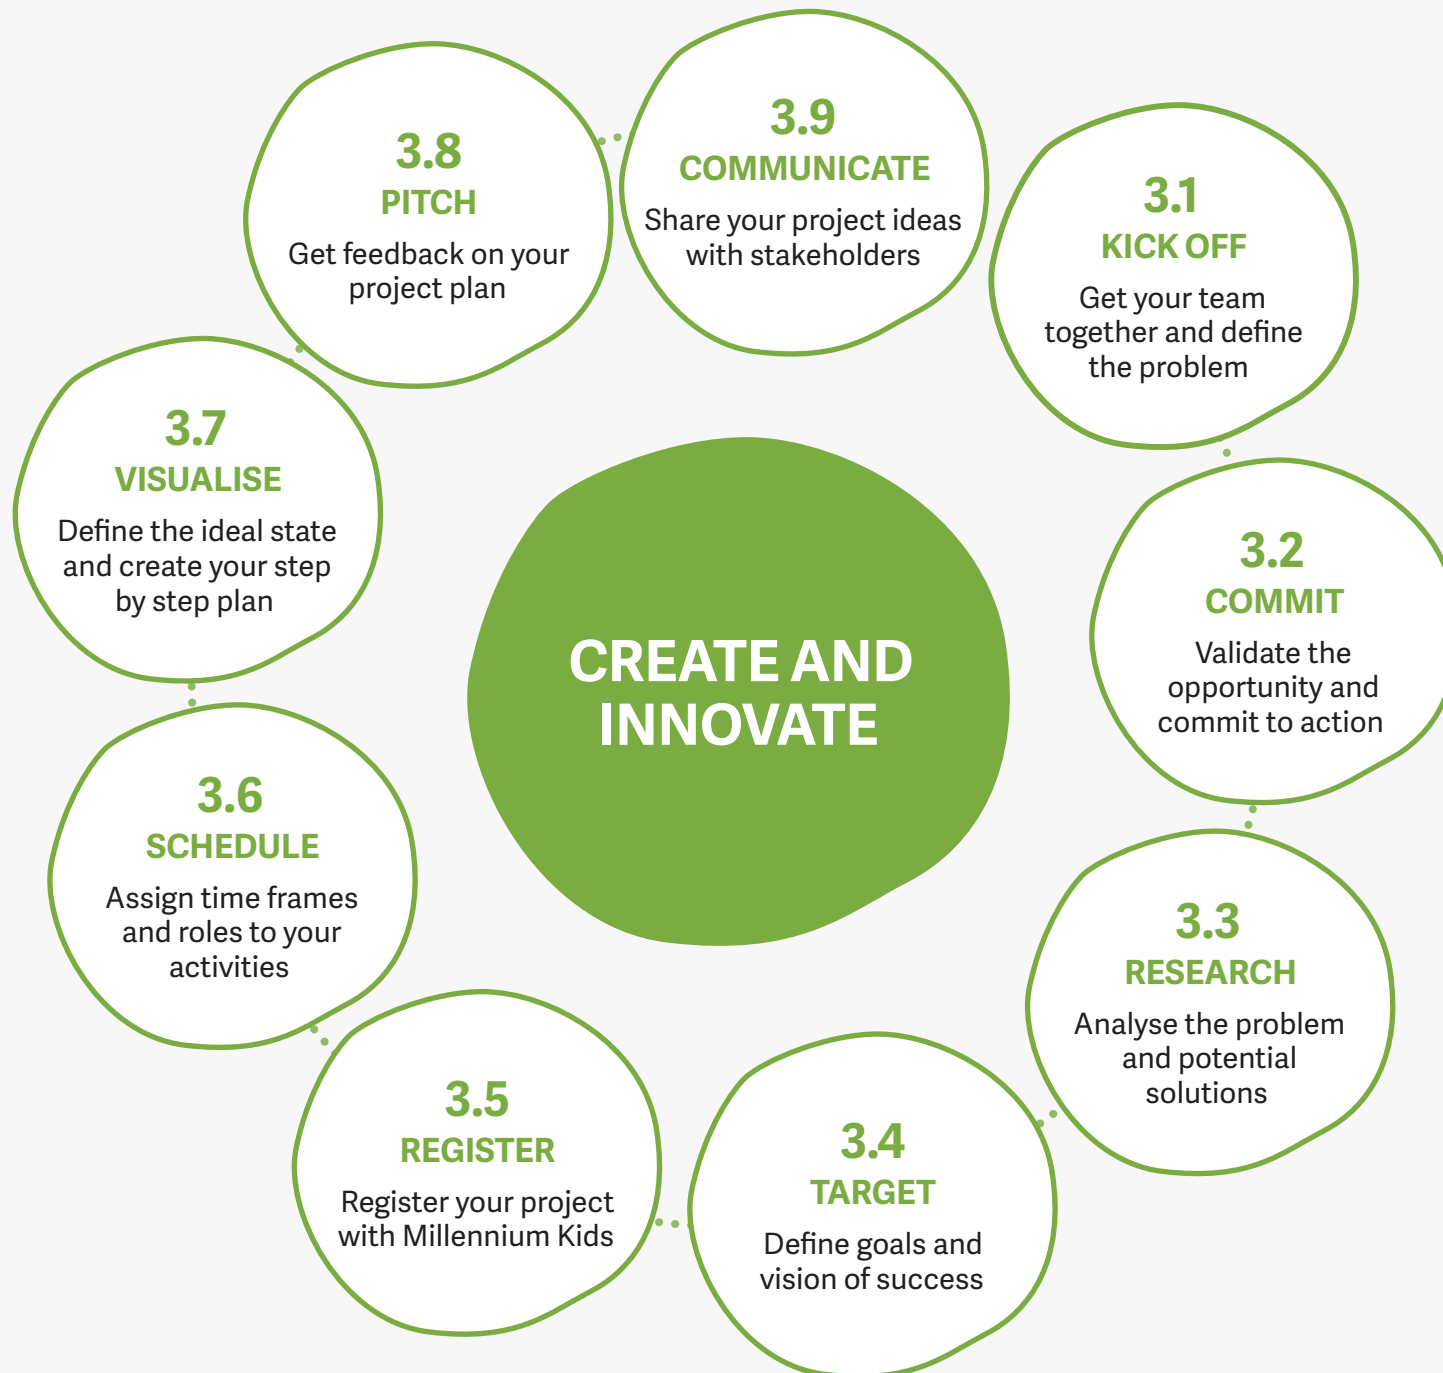 3.1
KICK OFF
Get your team
together and define
the problem
3.2
COMMIT
Validate the
opportunity and
commit to action
3.3
RESEARCH
Analyse the problem
and potential
solutions
3.4
TARGET
Define goals and
vision of success
3.5
REGISTER
Register your project
with Millennium Kids
3.6
SCHEDULE
Assign time frames
and roles to your
activities
3.7
VISUALISE
Define the ideal state
and create your step
by step plan
3.8
PITCH
Get feedback on your
project plan
3.9
COMMUNICATE
Share your project ideas
with stakeholders
CREATE AND
INNOVATE